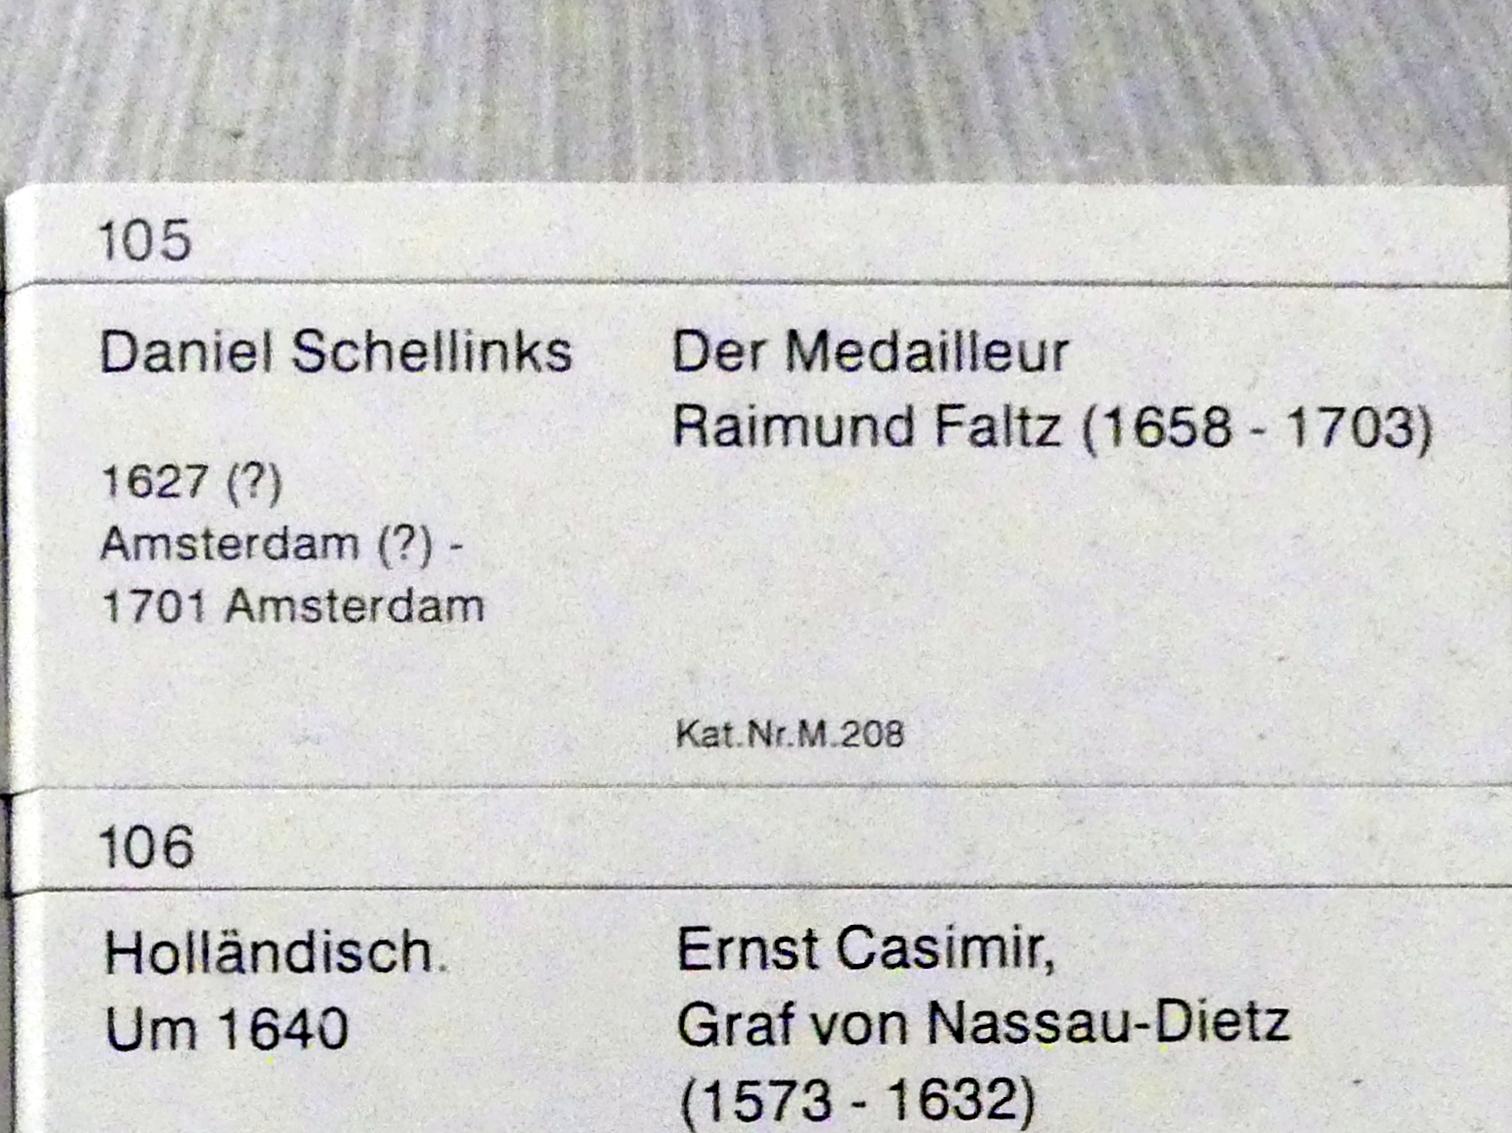 105
Daniel Schellinks
Der Medailleur
Raimund Faltz (1658 - 1703)
1627 (?)
Amsterdam (?) -
1701 Amsterdam
Kat.Nr.M.208
106
Holländisch.
Um 1640
Ernst Casimir,
Graf von Nassau-Dietz
(1573 - 1632)